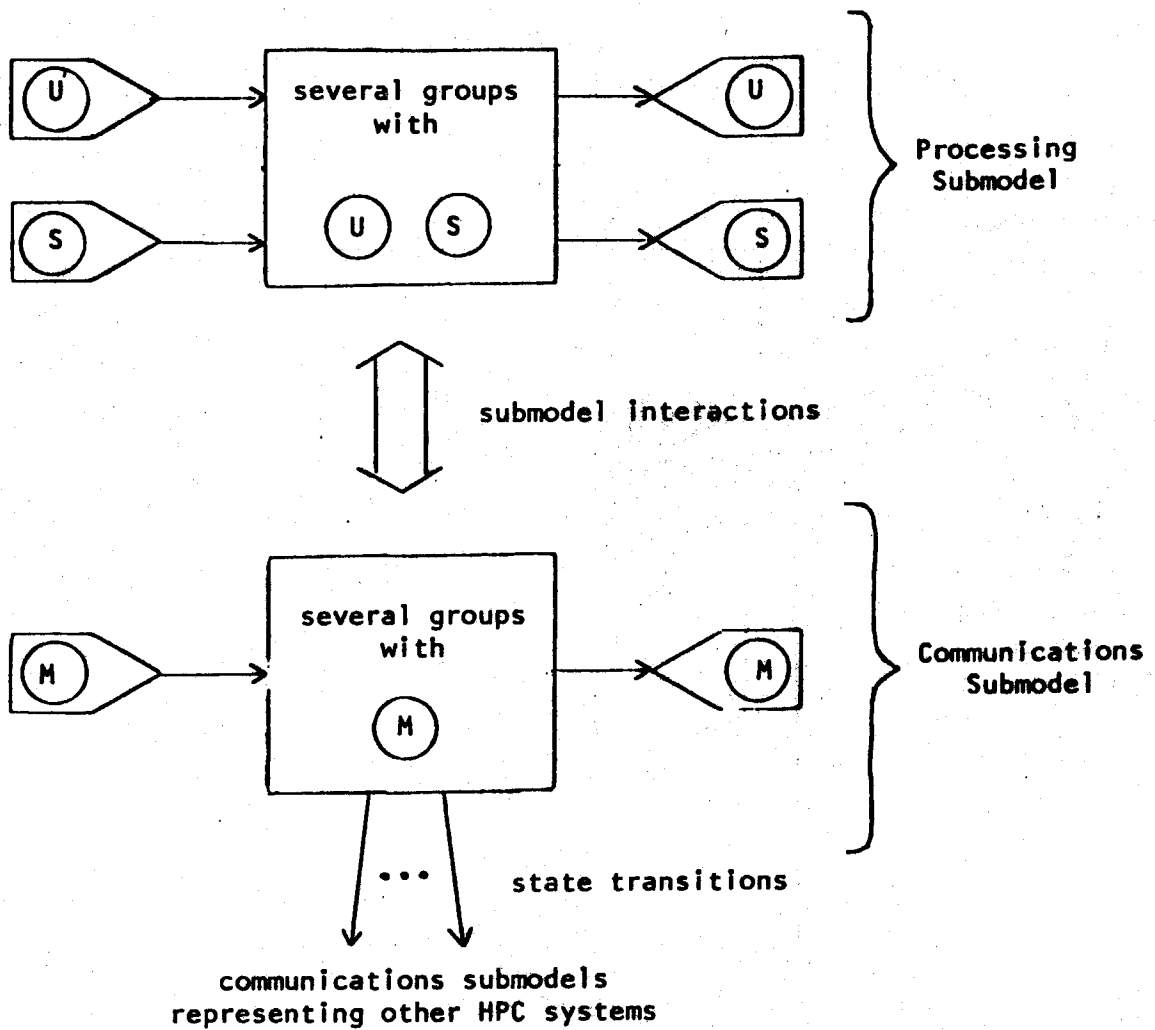 U
several groups
with
U
Processing
Submodel
S
U
S
S
submodel interactions
several groups
with
Communications
Submodel
M
M
M
...
state transitions
communications submodels
representing other HPC systems